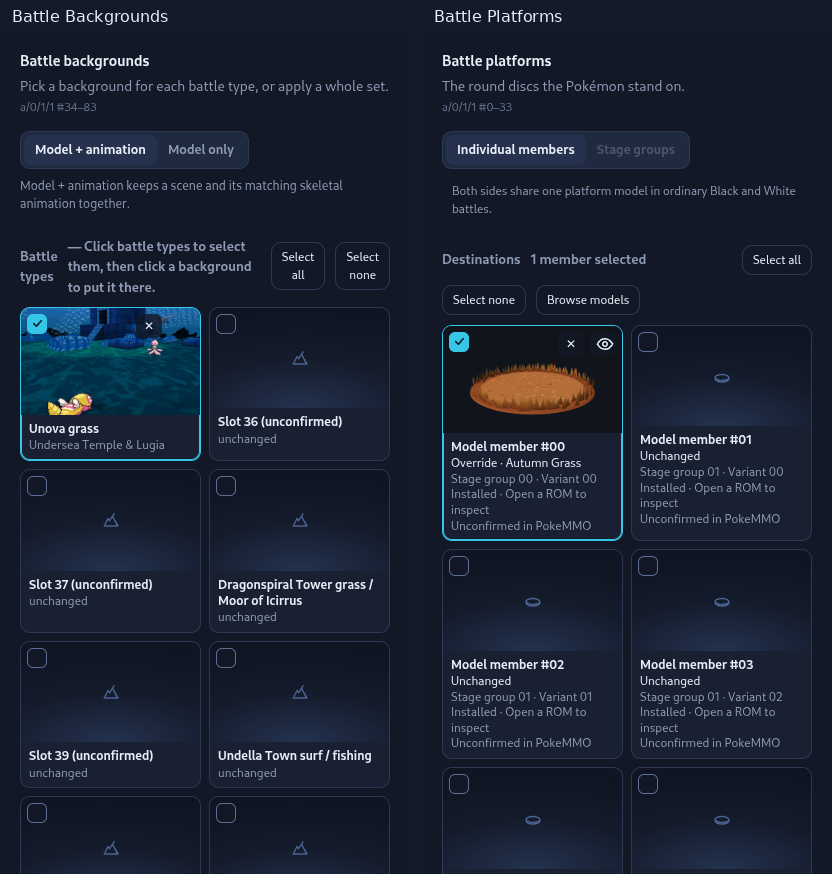 Battle Backgrounds
Battle backgrounds
Pick a background for each battle type, or apply a whole set.
a/0/1/1 #34–83
Model + animation
Model only
Model + animation keeps a scene and its matching skeletal
animation together.
Battle
types
— Click battle types to select
them, then click a background
to put it there.
Select
all
Select
none
Unova grass
Undersea Temple & Lugia
Slot 36 (unconfirmed)
unchanged
Slot 37 (unconfirmed)
unchanged
Dragonspiral Tower grass /
Moor of Icirrus
unchanged
Slot 39 (unconfirmed)
unchanged
Undella Town surf / fishing
unchanged
Battle Platforms
Battle platforms
The round discs the Pokémon stand on.
a/0/1/1 #0–33
Individual members
Stage groups
Both sides share one platform model in ordinary Black and White
battles.
Destinations
1 member selected
Select all
Select none
Browse models
Model member #00
Override · Autumn Grass
Stage group 00 · Variant 00
Installed · Open a ROM to
inspect
Unconfirmed in PokeMMO
Model member #01
Unchanged
Stage group 01 · Variant 00
Installed · Open a ROM to
inspect
Unconfirmed in PokeMMO
Model member #02
Unchanged
Stage group 01 · Variant 01
Installed · Open a ROM to
inspect
Unconfirmed in PokeMMO
Model member #03
Unchanged
Stage group 01 · Variant 02
Installed · Open a ROM to
inspect
Unconfirmed in PokeMMO